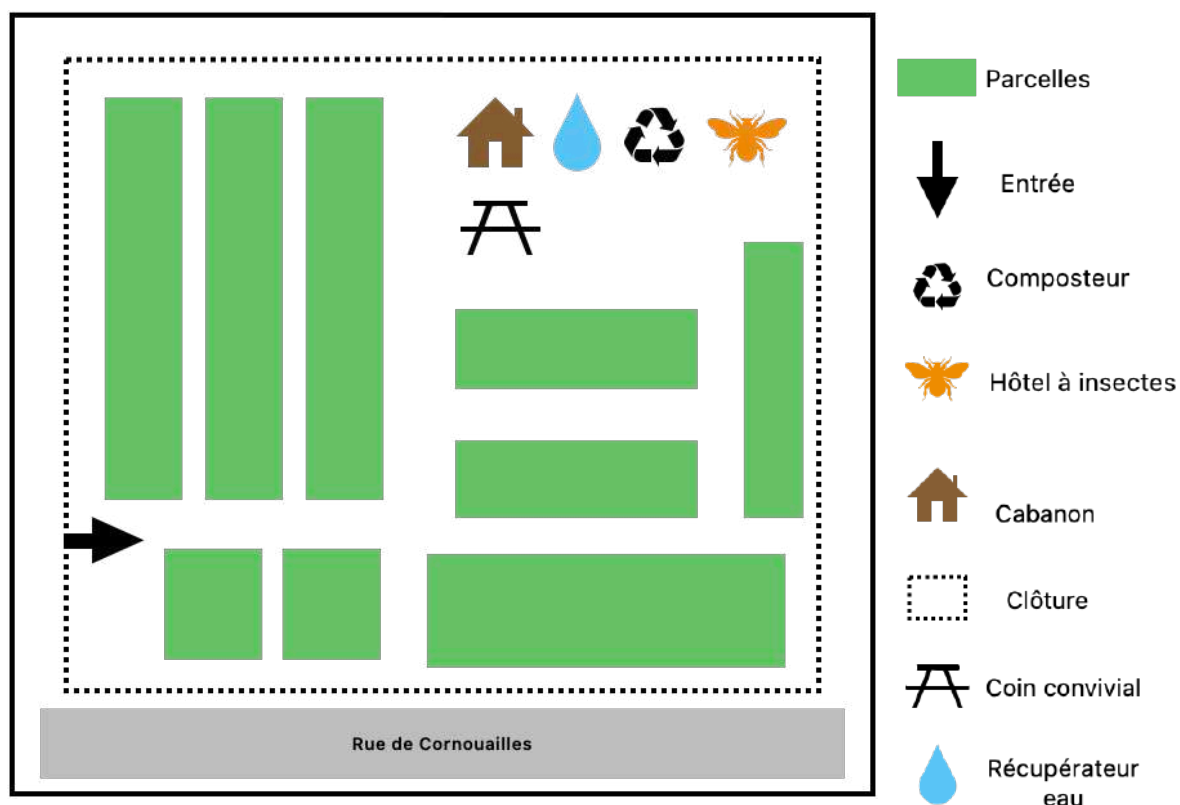 Parcelles
Entrée
Composteur
Hôtel à insectes
Cabanon
Clôture
Coin convivial
Récupérateur
eau
Rue de Cornouailles